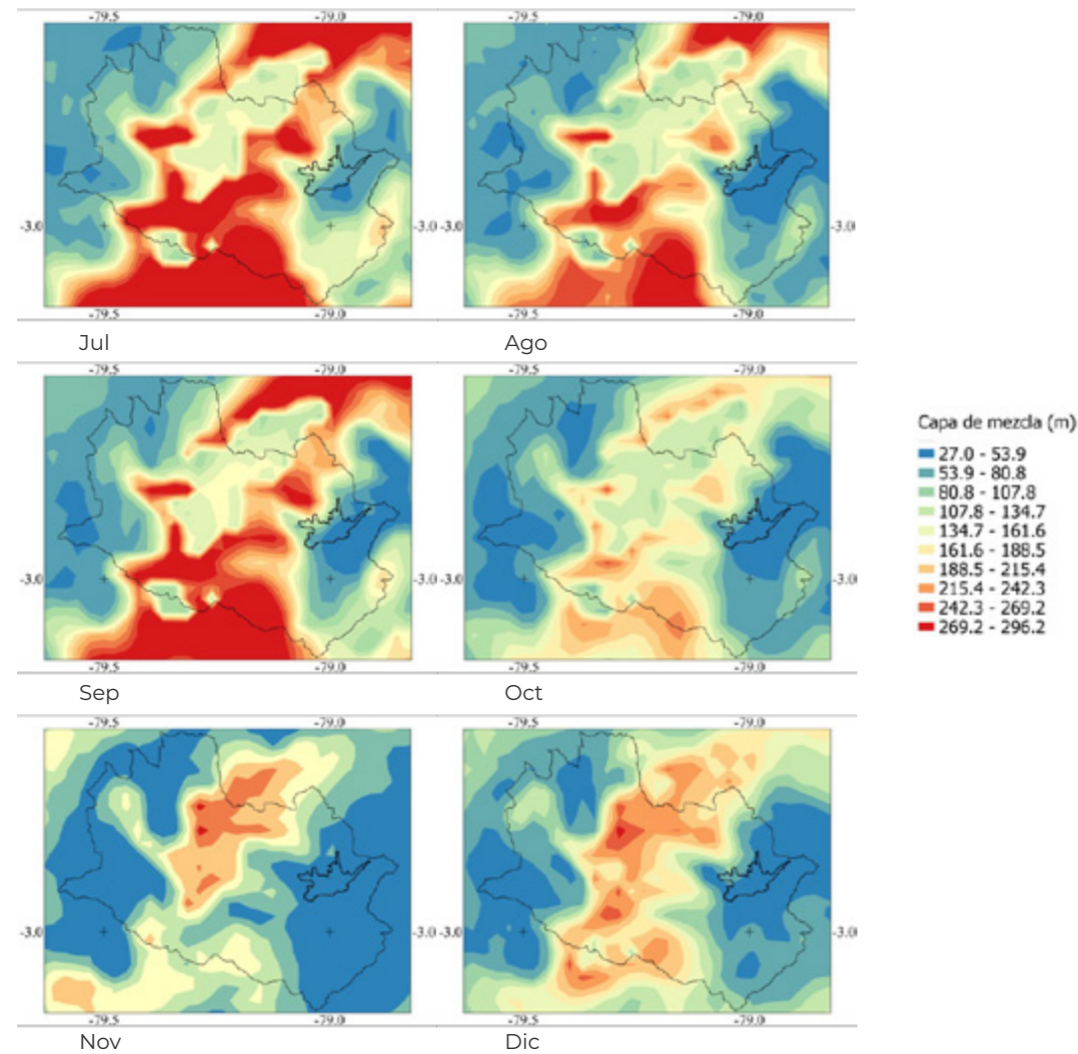 -79.5 -79.0 -79.5 -79.0
-3.0 -3.0 -3.0 -3.0
-79.5 -79.0 -79.5 -79.0
Jul Ago
-79.5 -79.0 -79.5 -79.0
-3.0 -3.0 -3.0 -3.0
-79.5 -79.0 -79.5 -79.0
Sep Oct
-79.5 -79.0 -79.5 -79.0
-3.0 -3.0 -3.0 -3.0
-79.5 -79.0 -79.5 -79.0
Nov Dic
Capa de mezcla (m)
27.0 - 53.9
53.9 - 80.8
80.8 - 107.8
107.8 - 134.7
134.7 - 161.6
161.6 - 188.5
188.5 - 215.4
215.4 - 242.3
242.3 - 269.2
269.2 - 296.2